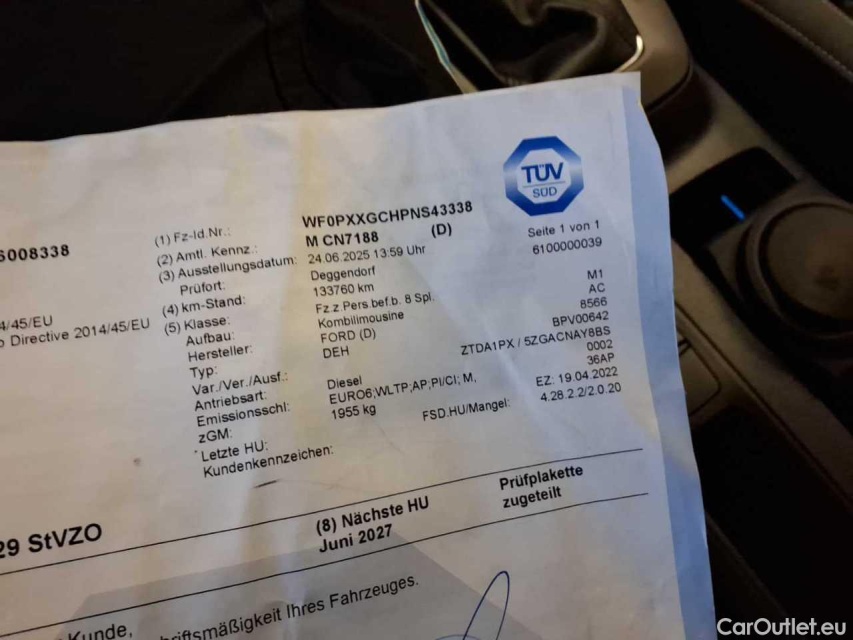 TÜV
SÜD
6008338
(1) Fz-Id.Nr.: WF0PXXGCHPNS43338
(2) Amtl. Kennz.: M CN7188 (D) Seite 1 von 1
(3) Ausstellungsdatum: 24.06.2025 13:59 Uhr 6100000039
Prüfort: Deggendorf
(4) km-Stand: 133760 km
(5) Klasse: Fz.z.Pers.bef.b. 8 Spl. M1
Aufbau: Kombilimousine AC
Hersteller: FORD (D) 8566
Typ: DEH BPV00642
Var./Ver./Ausf.: ZTDA1PX / 5ZGACNAY8BS
Antriebsart: Diesel 0002
Emissionsschl: EURO6;WLTP;AP,PI/CI; M, 36AP
zGM: 1955 kg EZ: 19.04.2022
Letzte HU: FSD.HU/Mangel: 4.28.2.2/2.0.20
Kundenkennzeichen:
4/45/EU
o Directive 2014/45/EU
29 StVZO
(8) Nächste HU
Juni 2027
Prüfplakette
zugeteilt
Kunde,
riftsmäßigkeit Ihres Fahrzeuges.
CarOutlet.eu